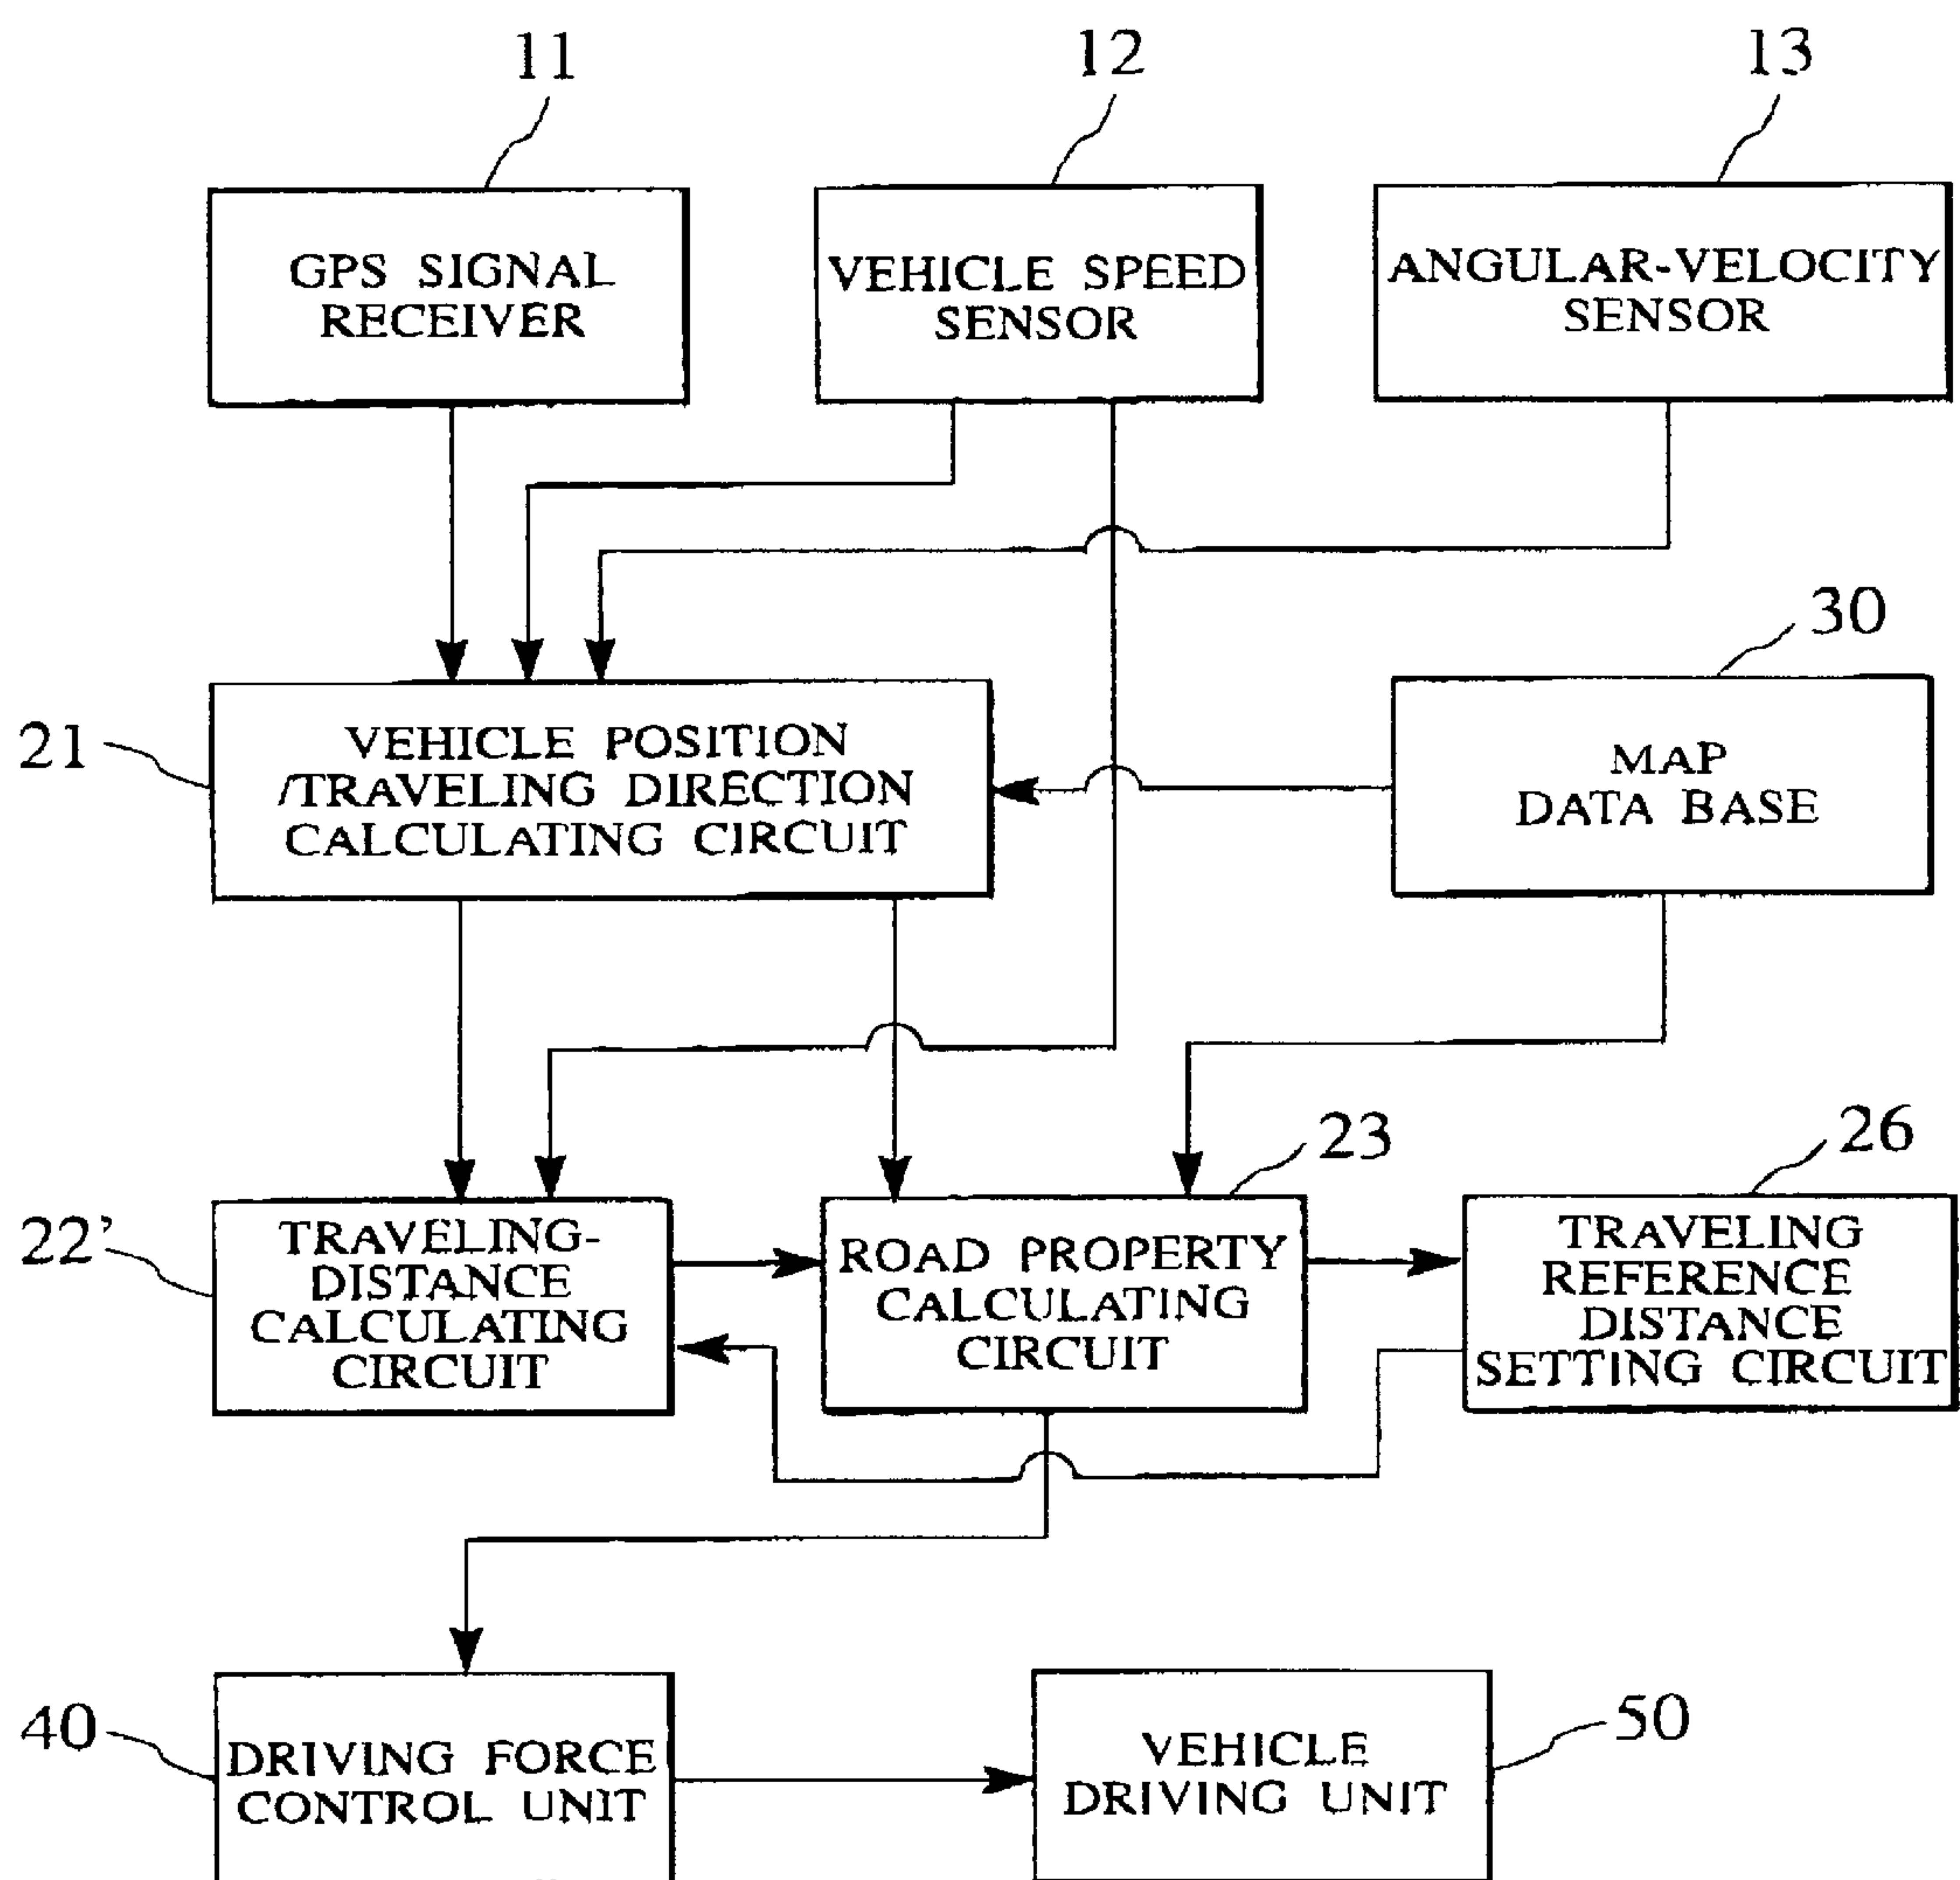 11
12
13
GPS SIGNAL
RECEIVER
VEHICLE SPEED
SENSOR
ANGULAR-VELOCITY
SENSOR
30
21
VEHICLE POSITION
/TRAVELING DIRECTION
CALCULATING CIRCUIT
MAP
DATA BASE
23
26
22'
TRAVELING-
DISTANCE
CALCULATING
CIRCUIT
ROAD PROPERTY
CALCULATING
CIRCUIT
TRAVELING
REFERENCE
DISTANCE
SETTING CIRCUIT
40
DRIVING FORCE
CONTROL UNIT
VEHICLE
DRIVING UNIT
50